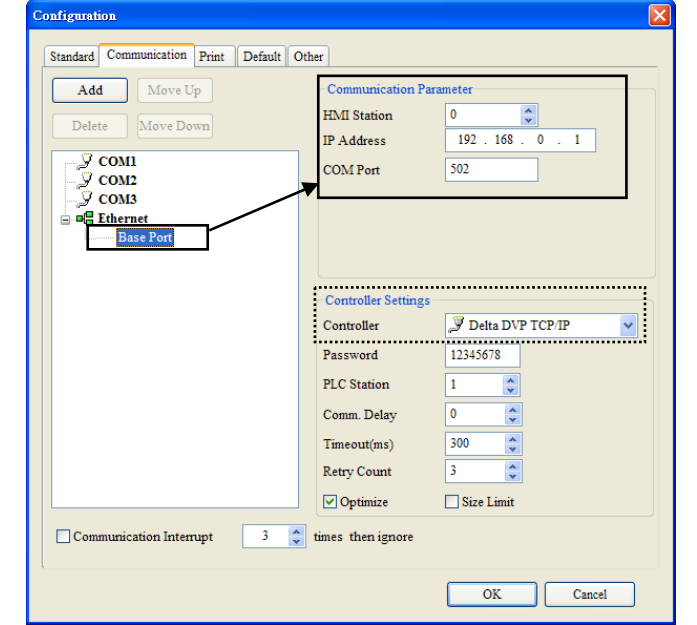 Configuration
Standard Communication Print Default Other
Add Move Up
Delete Move Down
COM1
COM2
COM3
Ethernet
Base Port
Communication Parameter
HMI Station 0
IP Address 192 . 168 . 0 . 1
COM Port 502
Controller Settings
Controller Delta DVP TCP/IP
Password 12345678
PLC Station 1
Comm. Delay 0
Timeout(ms) 300
Retry Count 3
Optimize Size Limit
Communication Interrupt 3 times then ignore
OK Cancel